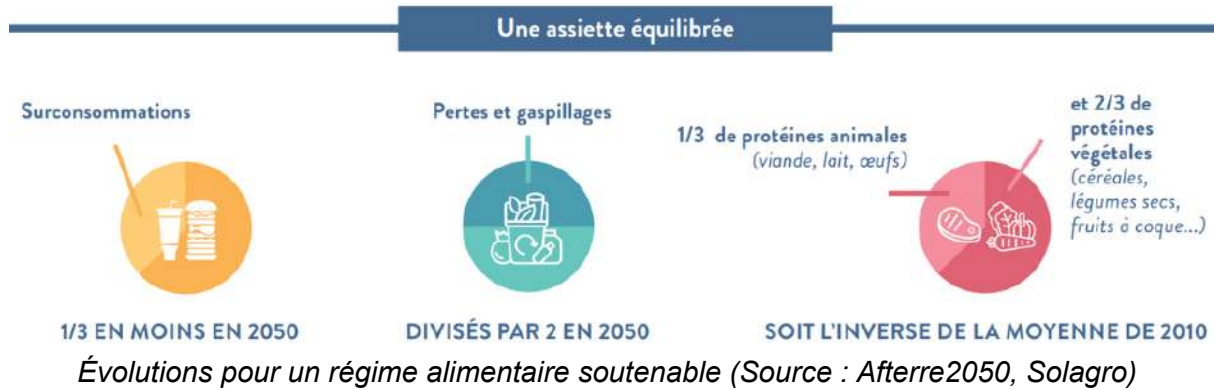 Une assiette équilibrée
Surconsommations
1/3 EN MOINS EN 2050
Pertes et gaspillages
DIVISÉS PAR 2 EN 2050
1/3 de protéines animales
(viande, lait, œufs)
et 2/3 de
protéines
végétales
(céréales,
légumes secs,
fruits à coque...)
SOIT L'INVERSE DE LA MOYENNE DE 2010
Évolutions pour un régime alimentaire soutenable (Source : Afterre2050, Solagro)